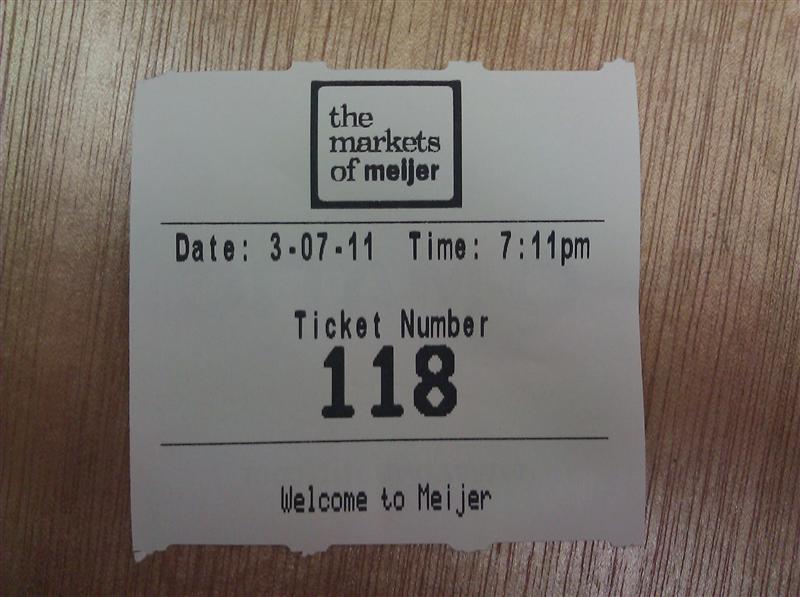 the
markets
of meijer
Date: 3-07-11 Time: 7:11pm
Ticket Number
118
Welcome to Meijer